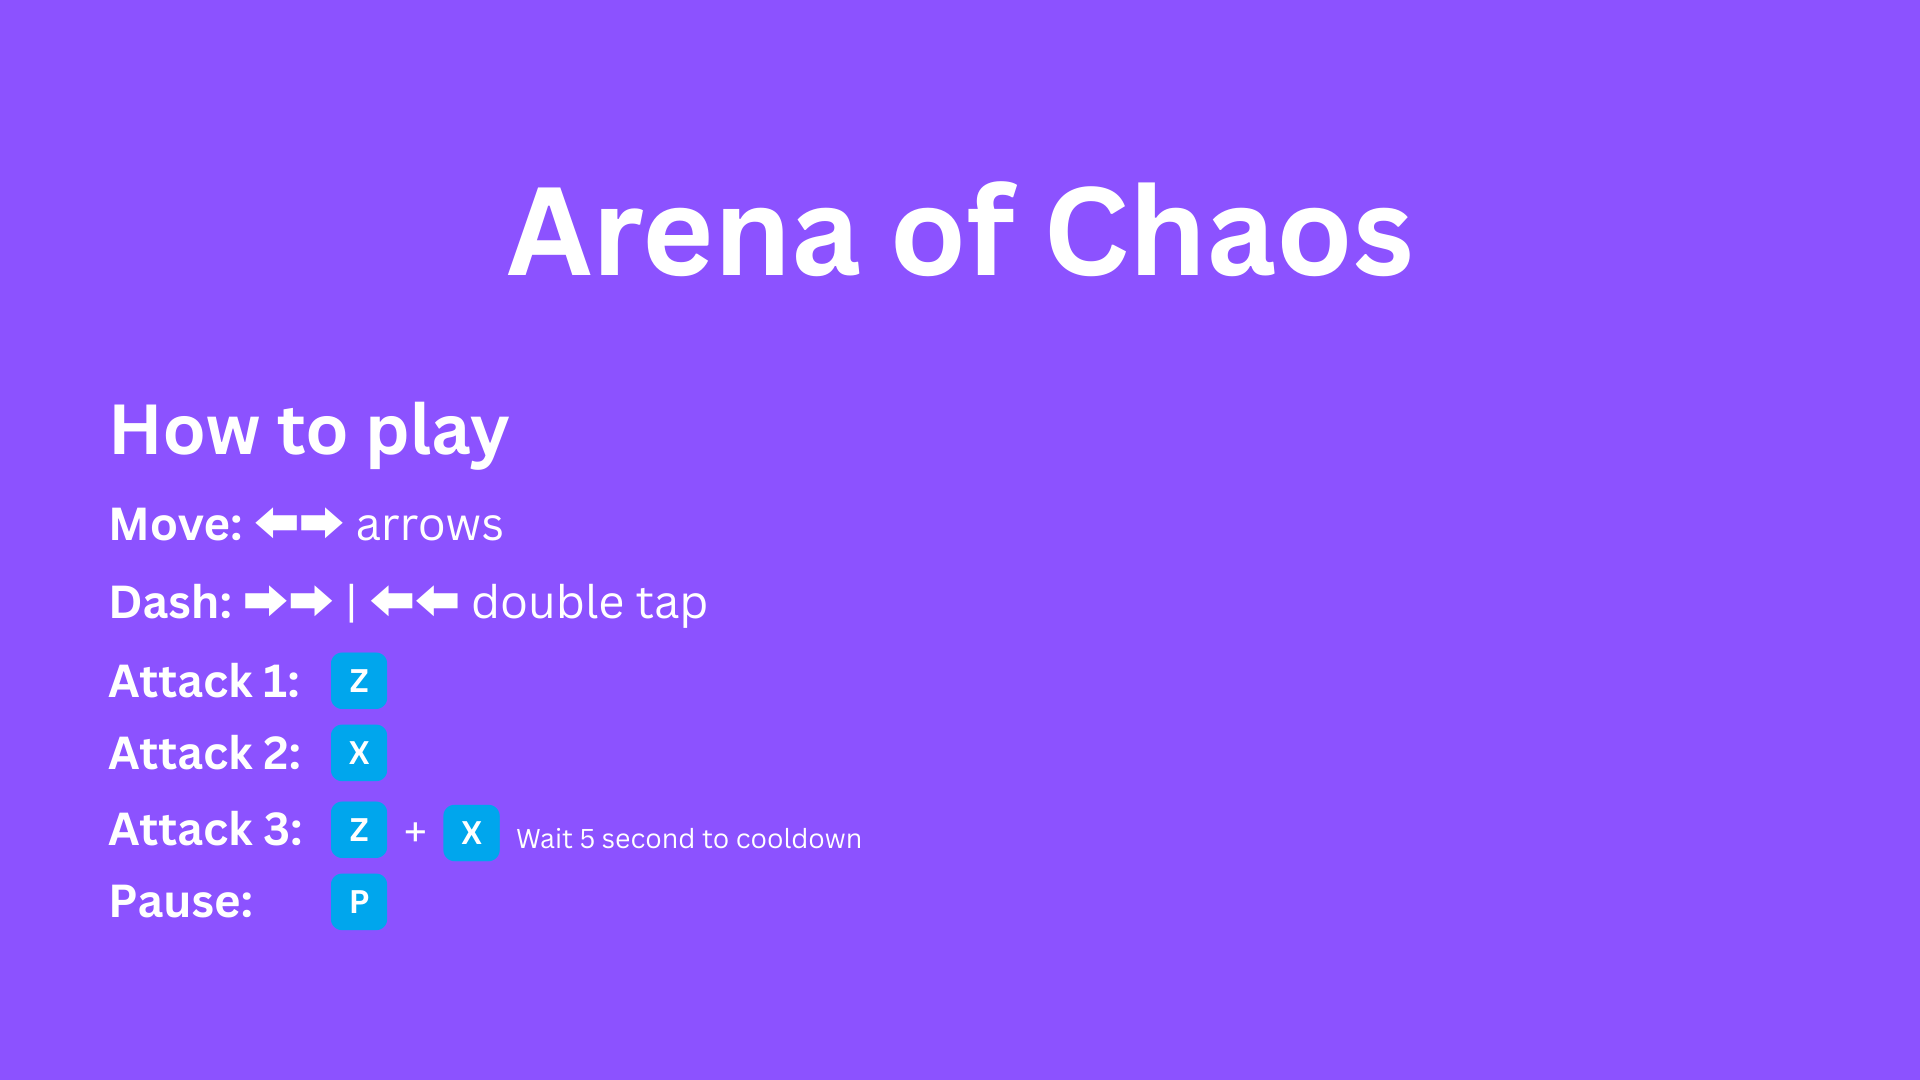 Arena of Chaos
How to play
Move: ⬅➡ arrows
Dash: ➡➡ | ⬅⬅ double tap
Attack 1: Z
Attack 2: X
Attack 3: Z + X Wait 5 second to cooldown
Pause: P